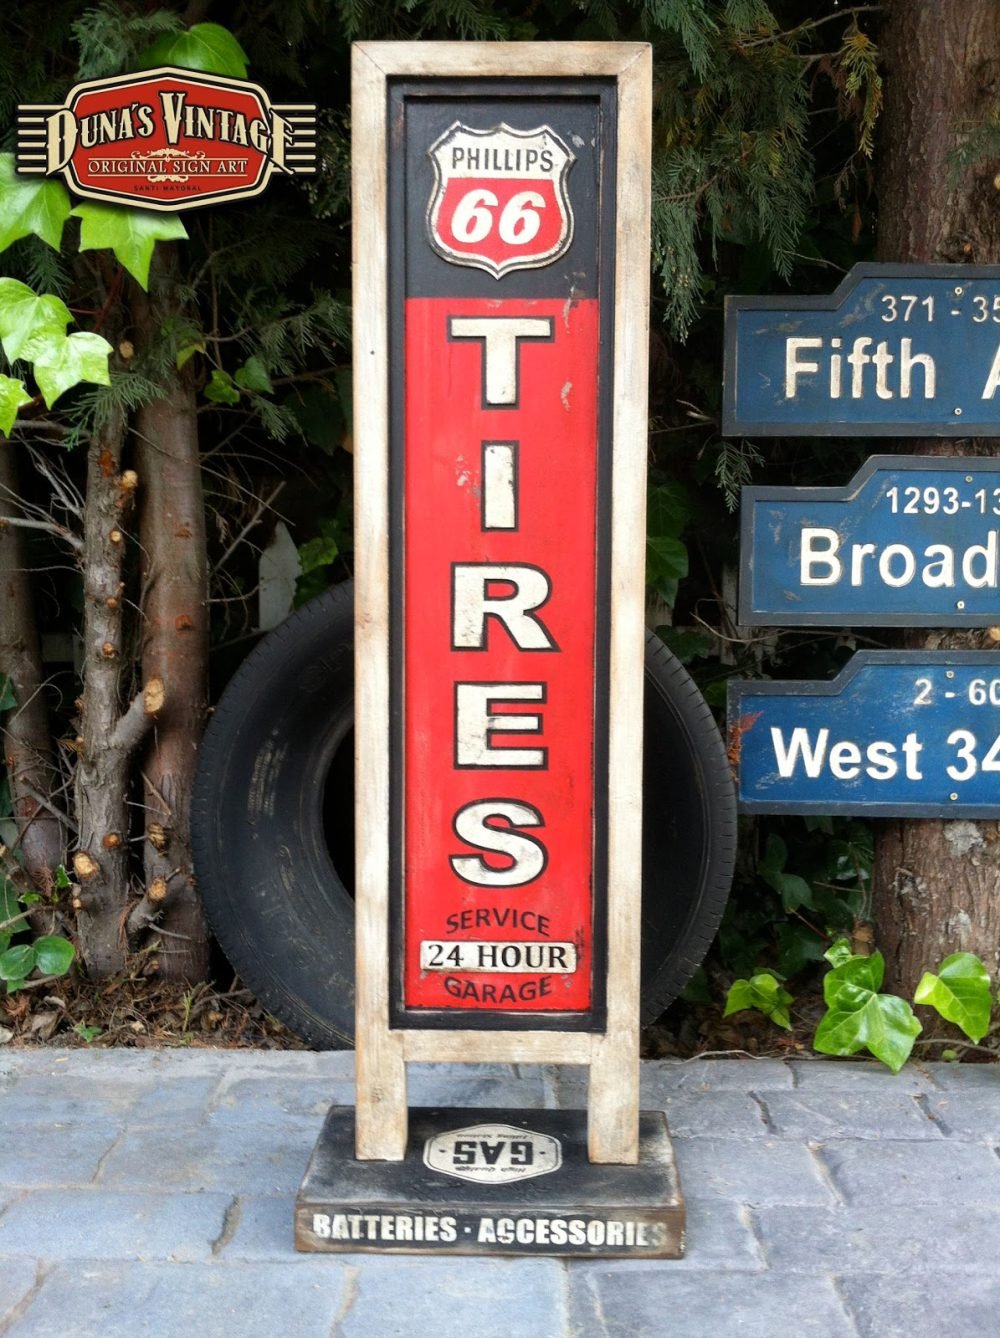 DUNA´S VINTAGE
ORIGINAL SIGN ART
SANTI MAYORAL
PHILLIPS
66
TIRES
SERVICE
24 HOUR
GARAGE
GAS
BATTERIES · ACCESSORIES
371 - 35
Fifth A
1293-13
Broad
2 - 60
West 34